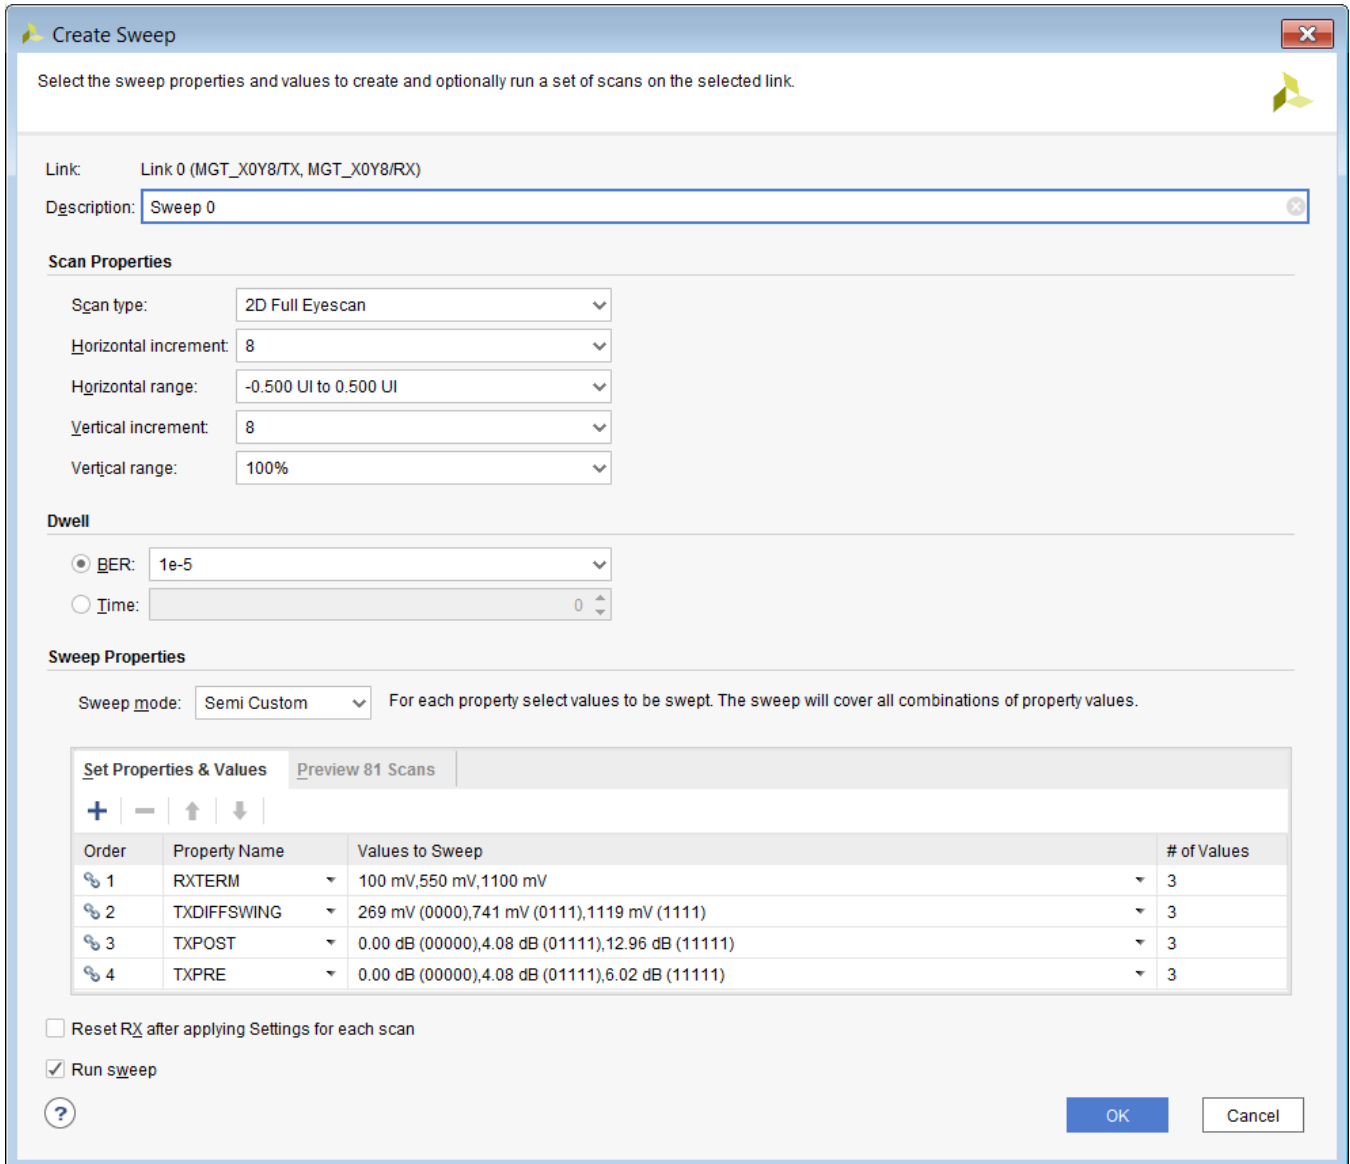 Create Sweep
Select the sweep properties and values to create and optionally run a set of scans on the selected link.
Link: Link 0 (MGT_X0Y8/TX, MGT_X0Y8/RX)
Description: Sweep 0
Scan Properties
Scan type: 2D Full Eyescan
Horizontal increment: 8
Horizontal range: -0.500 UI to 0.500 UI
Vertical increment: 8
Vertical range: 100%
Dwell
BER: 1e-5
Time: 0
Sweep Properties
Sweep mode: Semi Custom For each property select values to be swept. The sweep will cover all combinations of property values.
Set Properties & Values Preview 81 Scans
Order Property Name Values to Sweep # of Values
1 RXTERM 100 mV,550 mV,1100 mV 3
2 TXDIFFSWING 269 mV (0000),741 mV (0111),1119 mV (1111) 3
3 TXPOST 0.00 dB (00000),4.08 dB (01111),12.96 dB (11111) 3
4 TXPRE 0.00 dB (00000),4.08 dB (01111),6.02 dB (11111) 3
Reset RX after applying Settings for each scan
Run sweep
? OK Cancel